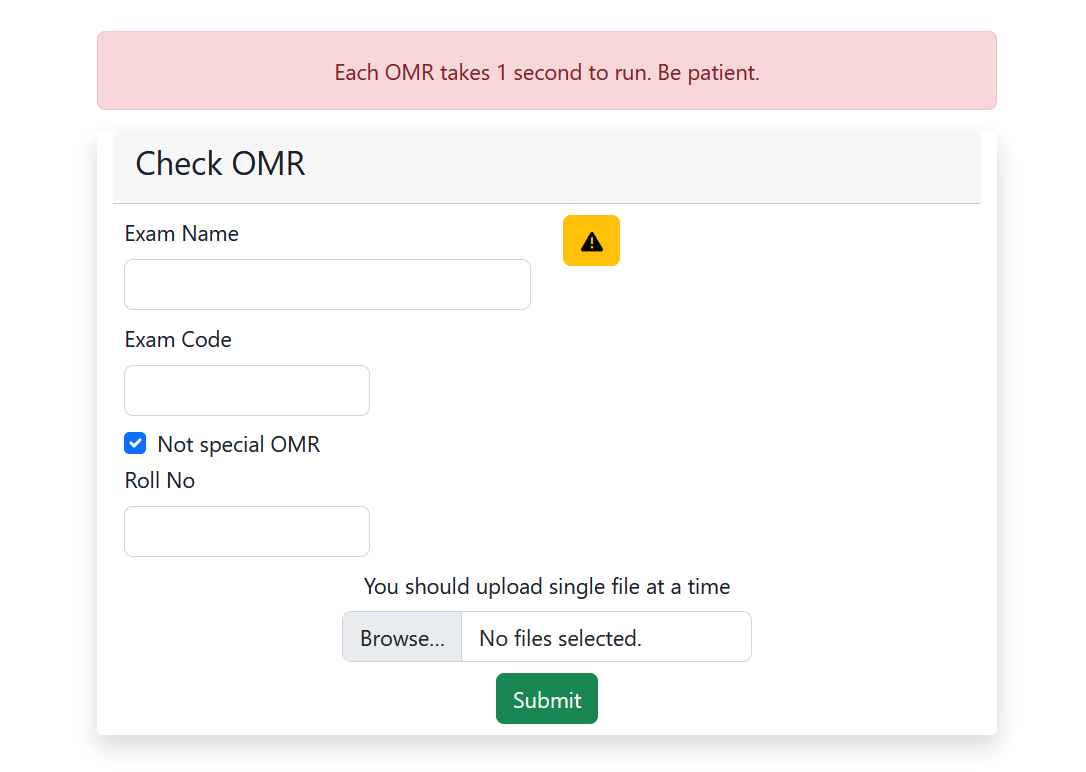 Each OMR takes 1 second to run. Be patient.
Check OMR
Exam Name
Exam Code
Not special OMR
Roll No
You should upload single file at a time
Browse... No files selected.
Submit